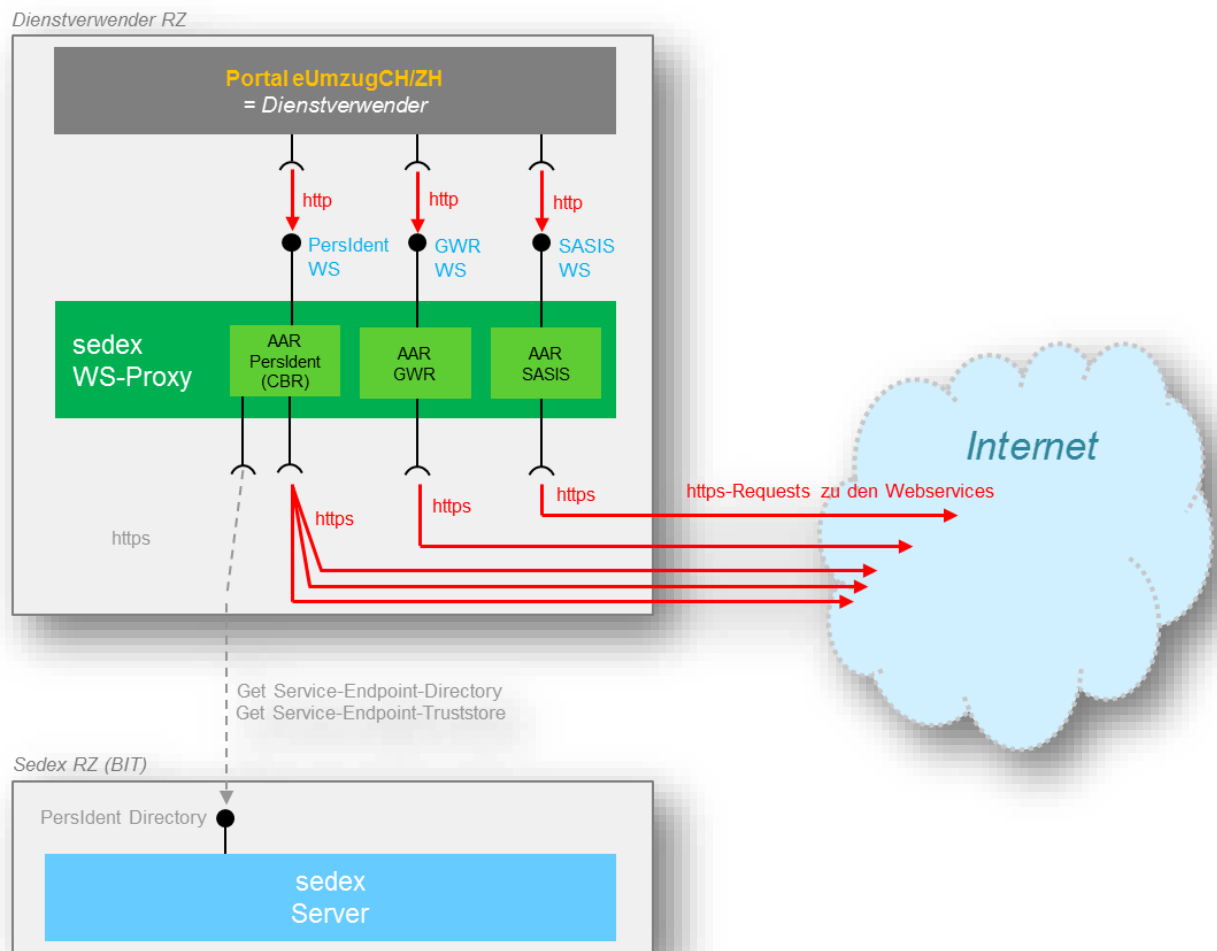 Dienstverwender RZ
Portal eUmzugCH/ZH
= Dienstverwender
http
http
http
PersIdent
WS
GWR
WS
SASIS
WS
sedex
WS-Proxy
AAR
PersIdent
(CBR)
AAR
GWR
AAR
SASIS
Internet
https
https
https
https-Requests zu den Webservices
https
Get Service-Endpoint-Directory
Get Service-Endpoint-Truststore
Sedex RZ (BIT)
PersIdent Directory
sedex
Server